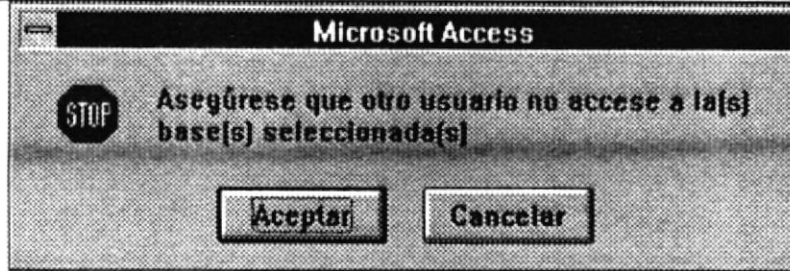 Microsoft Access
STOP
Asegúrese que otro usuario no accese a la(s)
base(s) seleccionada(s)
Aceptar
Cancelar